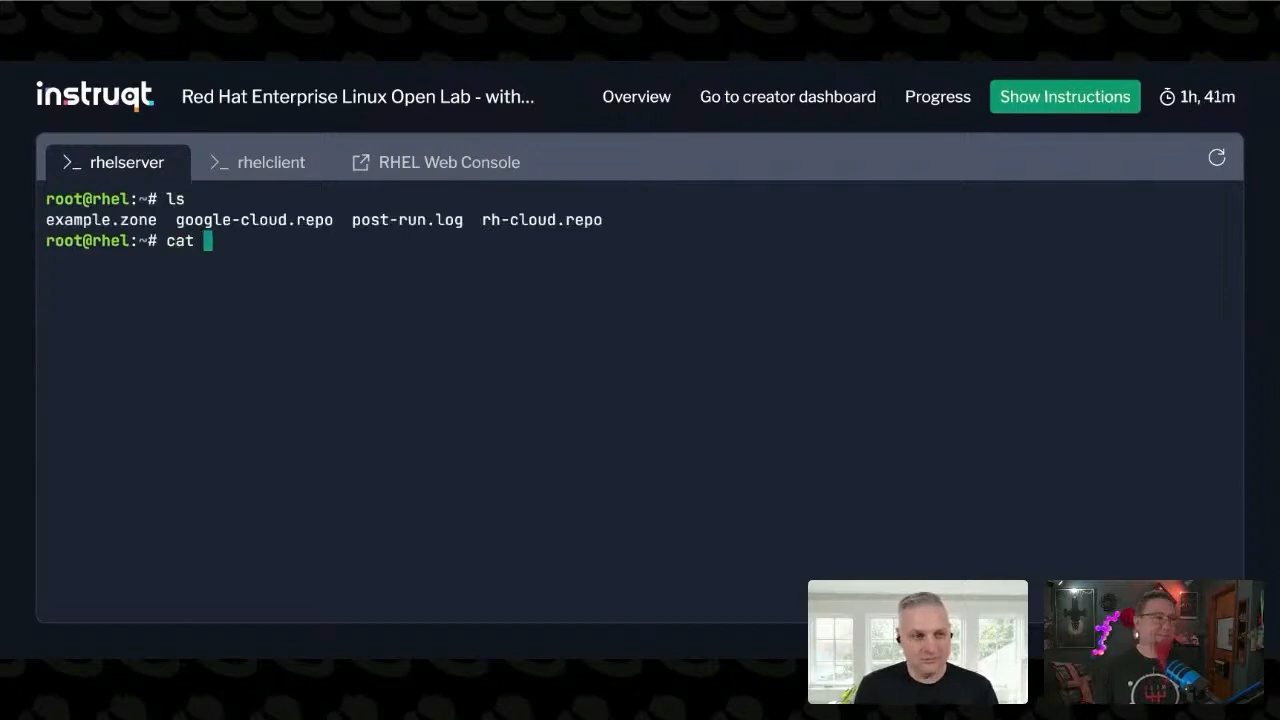 instruqt
Red Hat Enterprise Linux Open Lab - with...
Overview
Go to creator dashboard
Progress
Show Instructions
1h, 41m
>_ rhelserver
>_ rhelclient
RHEL Web Console
root@rhel:~# ls
example.zone  google-cloud.repo  post-run.log  rh-cloud.repo
root@rhel:~# cat